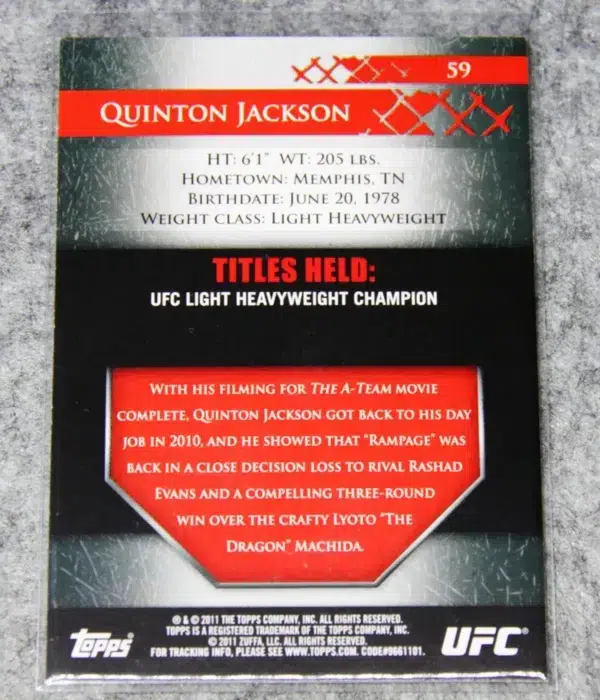 59
QUINTON JACKSON
HT: 6'1" WT: 205 LBS.
HOMETOWN: MEMPHIS, TN
BIRTHDATE: JUNE 20, 1978
WEIGHT CLASS: LIGHT HEAVYWEIGHT
TITLES HELD:
UFC LIGHT HEAVYWEIGHT CHAMPION
WITH HIS FILMING FOR THE A-TEAM MOVIE
COMPLETE, QUINTON JACKSON GOT BACK TO HIS DAY
JOB IN 2010, AND HE SHOWED THAT "RAMPAGE" WAS
BACK IN A CLOSE DECISION LOSS TO RIVAL RASHAD
EVANS AND A COMPELLING THREE-ROUND
WIN OVER THE CRAFTY LYOTO "THE
DRAGON" MACHIDA.
® & © 2011 THE TOPPS COMPANY, INC. ALL RIGHTS RESERVED.
TOPPS IS A REGISTERED TRADEMARK OF THE TOPPS COMPANY, INC.
© 2011 ZUFFA, LLC. ALL RIGHTS RESERVED.
FOR TRACKING INFO, PLEASE SEE WWW.TOPPS.COM. CODE#9661101.
topps®
UFC®